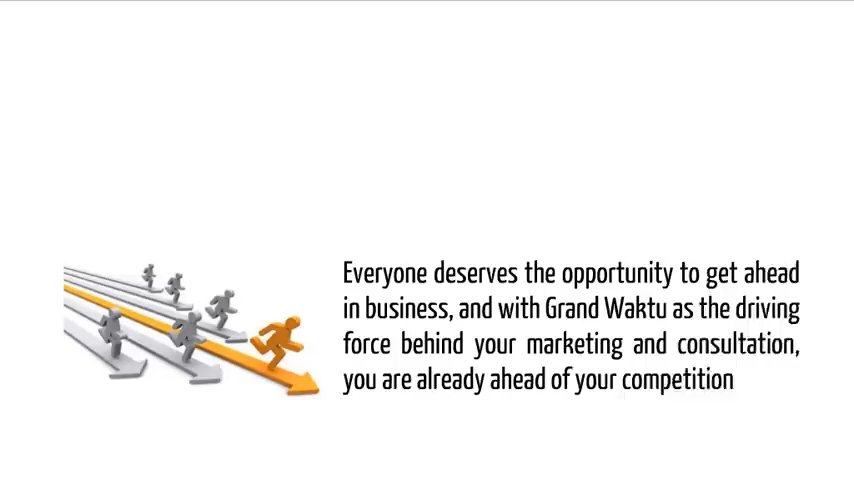 Everyone deserves the opportunity to get ahead
in business, and with Grand Waktu as the driving
force behind your marketing and consultation,
you are already ahead of your competition